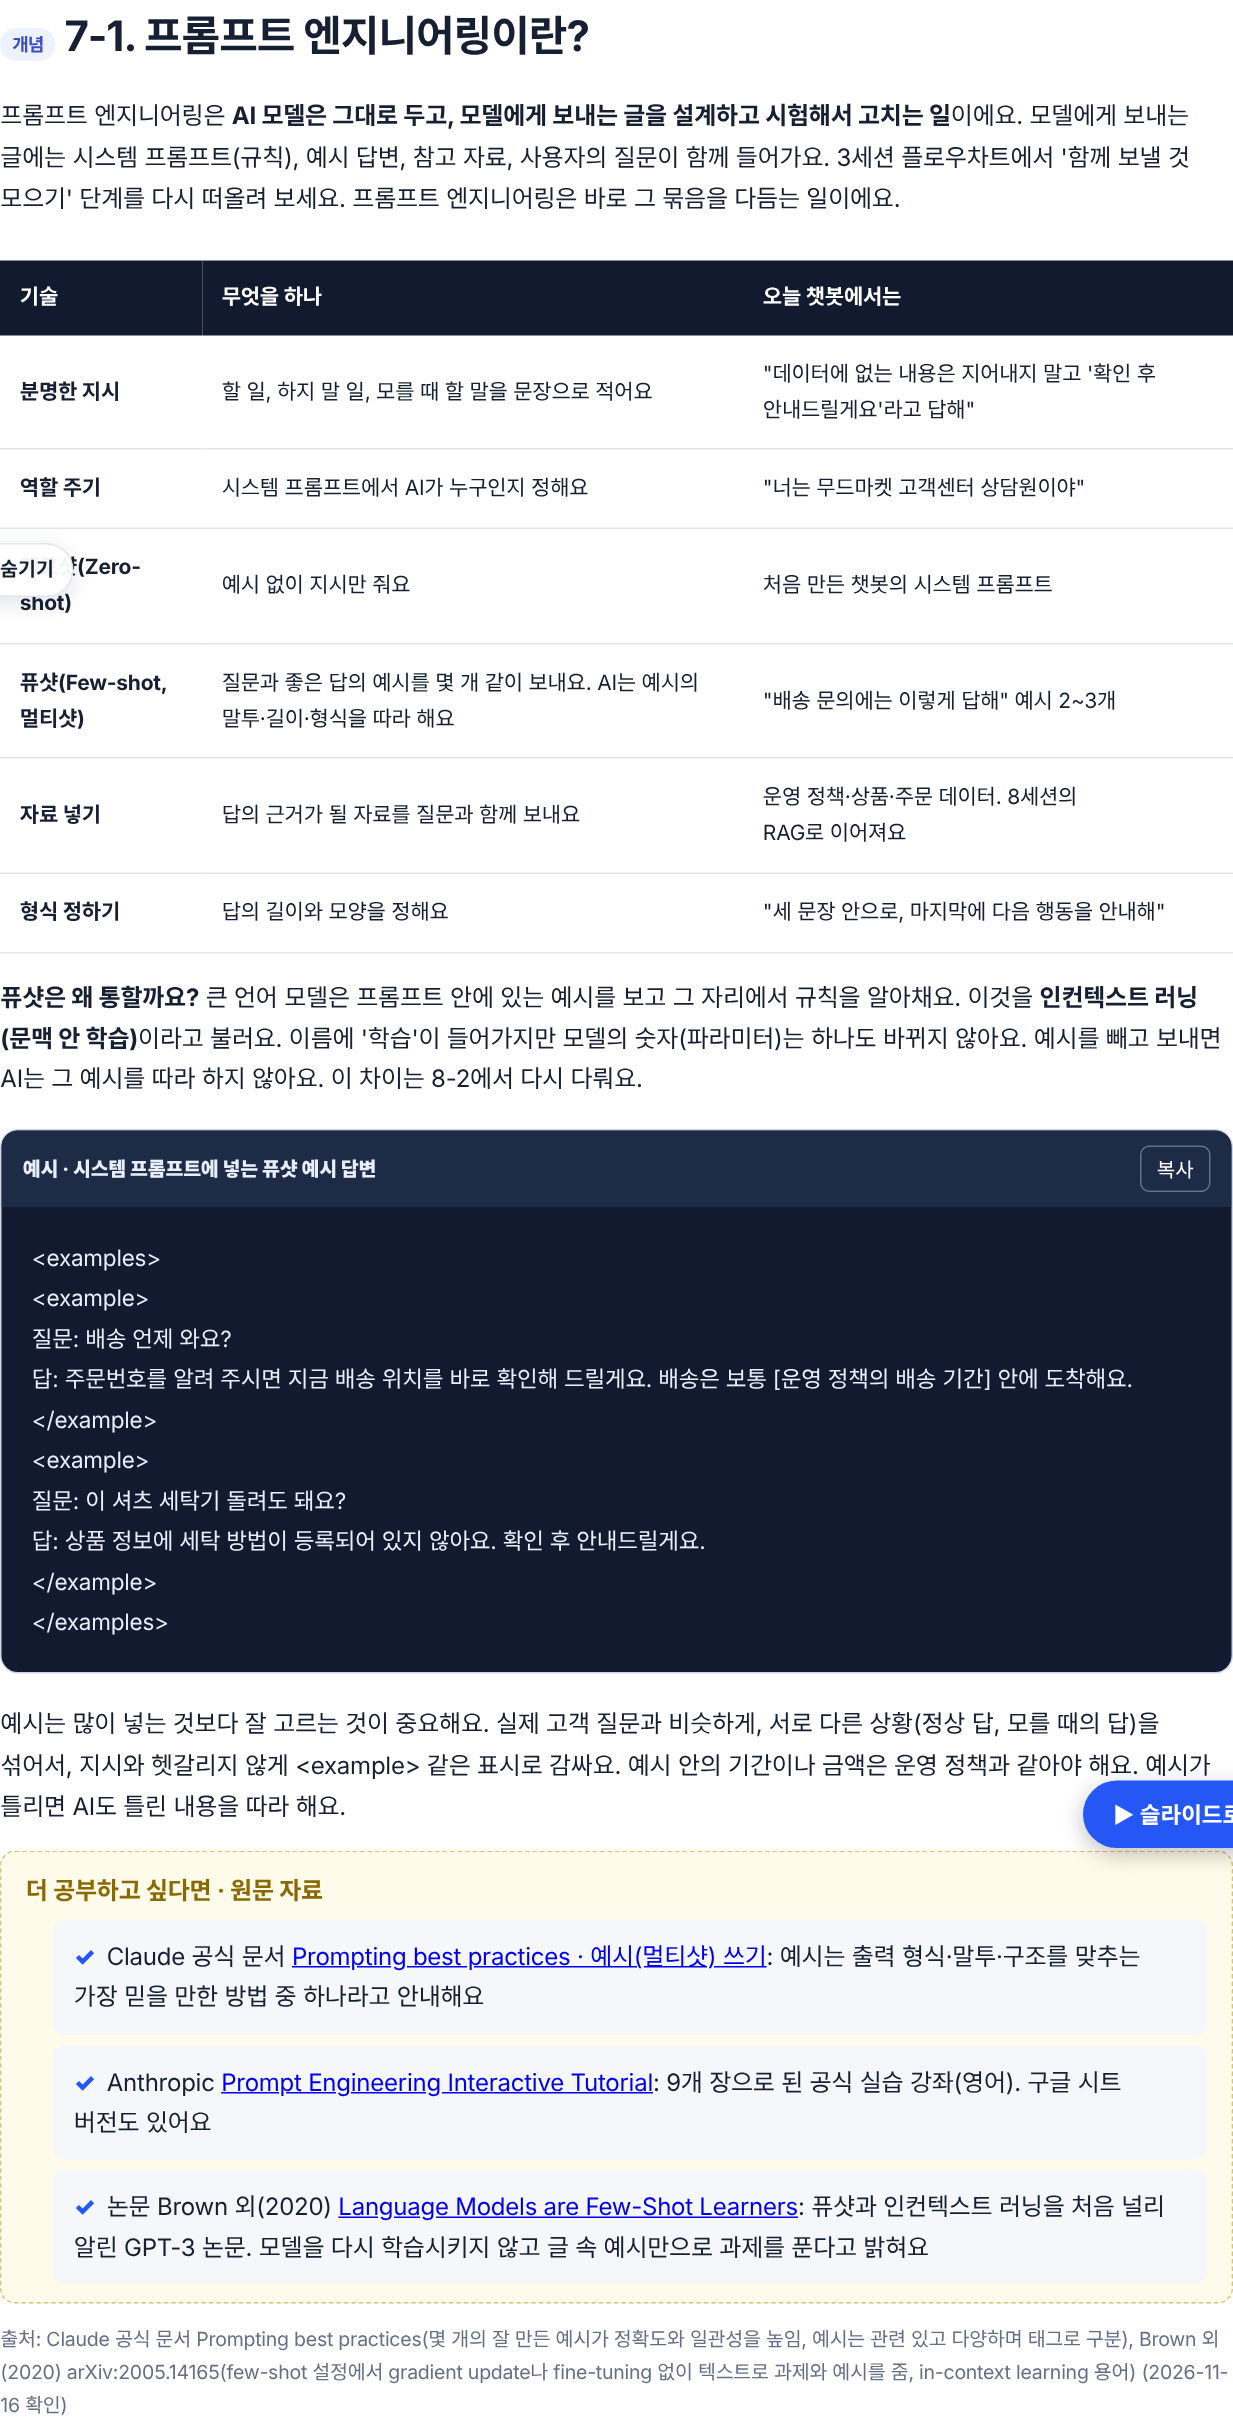 개념 7-1. 프롬프트 엔지니어링이란?
프롬프트 엔지니어링은 AI 모델은 그대로 두고, 모델에게 보내는 글을 설계하고 시험해서 고치는 일이에요. 모델에게 보내는
글에는 시스템 프롬프트(규칙), 예시 답변, 참고 자료, 사용자의 질문이 함께 들어가요. 3세션 플로우차트에서 '함께 보낼 것
모으기' 단계를 다시 떠올려 보세요. 프롬프트 엔지니어링은 바로 그 묶음을 다듬는 일이에요.
기술 무엇을 하나 오늘 챗봇에서는
분명한 지시 할 일, 하지 말 일, 모를 때 할 말을 문장으로 적어요 "데이터에 없는 내용은 지어내지 말고 '확인 후
안내드릴게요'라고 답해"
역할 주기 시스템 프롬프트에서 AI가 누구인지 정해요 "너는 무드마켓 고객센터 상담원이야"
숨기기
샷(Zero-
shot) 예시 없이 지시만 줘요 처음 만든 챗봇의 시스템 프롬프트
퓨샷(Few-shot,
멀티샷) 질문과 좋은 답의 예시를 몇 개 같이 보내요. AI는 예시의
말투·길이·형식을 따라 해요 "배송 문의에는 이렇게 답해" 예시 2~3개
자료 넣기 답의 근거가 될 자료를 질문과 함께 보내요 운영 정책·상품·주문 데이터. 8세션의
RAG로 이어져요
형식 정하기 답의 길이와 모양을 정해요 "세 문장 안으로, 마지막에 다음 행동을 안내해"
퓨샷은 왜 통할까요? 큰 언어 모델은 프롬프트 안에 있는 예시를 보고 그 자리에서 규칙을 알아채요. 이것을 인컨텍스트 러닝
(문맥 안 학습)이라고 불러요. 이름에 '학습'이 들어가지만 모델의 숫자(파라미터)는 하나도 바뀌지 않아요. 예시를 빼고 보내면
AI는 그 예시를 따라 하지 않아요. 이 차이는 8-2에서 다시 다뤄요.
예시 · 시스템 프롬프트에 넣는 퓨샷 예시 답변 복사
<examples>
<example>
질문: 배송 언제 와요?
답: 주문번호를 알려 주시면 지금 배송 위치를 바로 확인해 드릴게요. 배송은 보통 [운영 정책의 배송 기간] 안에 도착해요.
</example>
<example>
질문: 이 셔츠 세탁기 돌려도 돼요?
답: 상품 정보에 세탁 방법이 등록되어 있지 않아요. 확인 후 안내드릴게요.
</example>
</examples>
예시는 많이 넣는 것보다 잘 고르는 것이 중요해요. 실제 고객 질문과 비슷하게, 서로 다른 상황(정상 답, 모를 때의 답)을
섞어서, 지시와 헷갈리지 않게 <example> 같은 표시로 감싸요. 예시 안의 기간이나 금액은 운영 정책과 같아야 해요. 예시가
틀리면 AI도 틀린 내용을 따라 해요.
▶ 슬라이드로
더 공부하고 싶다면 · 원문 자료
✔ Claude 공식 문서 Prompting best practices · 예시(멀티샷) 쓰기: 예시는 출력 형식·말투·구조를 맞추는
가장 믿을 만한 방법 중 하나라고 안내해요
✔ Anthropic Prompt Engineering Interactive Tutorial: 9개 장으로 된 공식 실습 강좌(영어). 구글 시트
버전도 있어요
✔ 논문 Brown 외(2020) Language Models are Few-Shot Learners: 퓨샷과 인컨텍스트 러닝을 처음 널리
알린 GPT-3 논문. 모델을 다시 학습시키지 않고 글 속 예시만으로 과제를 푼다고 밝혀요
출처: Claude 공식 문서 Prompting best practices(몇 개의 잘 만든 예시가 정확도와 일관성을 높임, 예시는 관련 있고 다양하며 태그로 구분), Brown 외
(2020) arXiv:2005.14165(few-shot 설정에서 gradient update나 fine-tuning 없이 텍스트로 과제와 예시를 줌, in-context learning 용어) (2026-11-
16 확인)